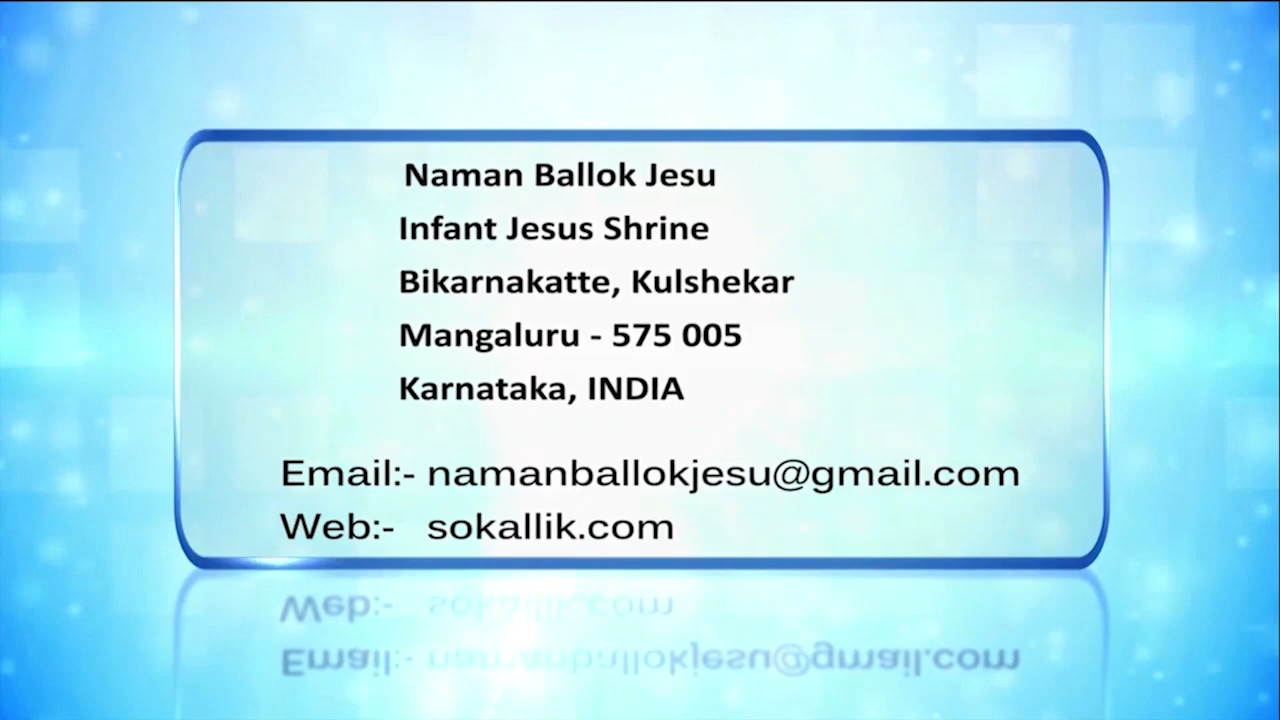 Naman Ballok Jesu
Infant Jesus Shrine
Bikarnakatte, Kulshekar
Mangaluru - 575 005
Karnataka, INDIA
Email:- namanballokjesu@gmail.com
Web:- sokallik.com